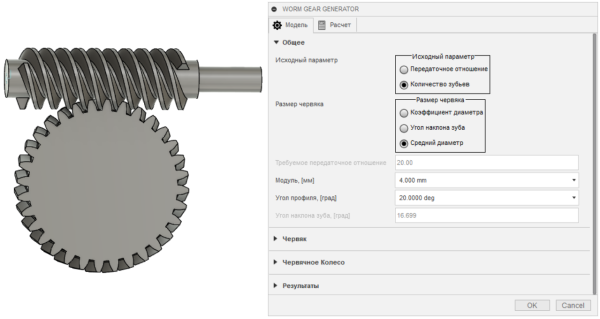 WORM GEAR GENERATOR
Модель Расчет
Общее
Исходный параметр
Исходный параметр
Передаточное отношение
Количество зубьев
Размер червяка
Размер червяка
Коэффициент диаметра
Угол наклона зуба
Средний диаметр
Требуемое передаточное отношение 20.00
Модуль, [мм] 4.000 mm
Угол профиля, [град] 20.0000 deg
Угол наклона зуба, [град] 16.699
Червяк
Червячное Колесо
Результаты
OK Cancel